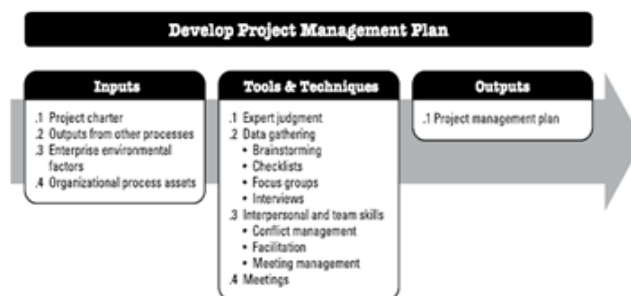 Develop Project Management Plan
Inputs
.1 Project charter
.2 Outputs from other processes
.3 Enterprise environmental
factors
.4 Organizational process assets
Tools & Techniques
.1 Expert judgment
.2 Data gathering
• Brainstorming
• Checklists
• Focus groups
• Interviews
.3 Interpersonal and team skills
• Conflict management
• Facilitation
• Meeting management
.4 Meetings
Outputs
.1 Project management plan